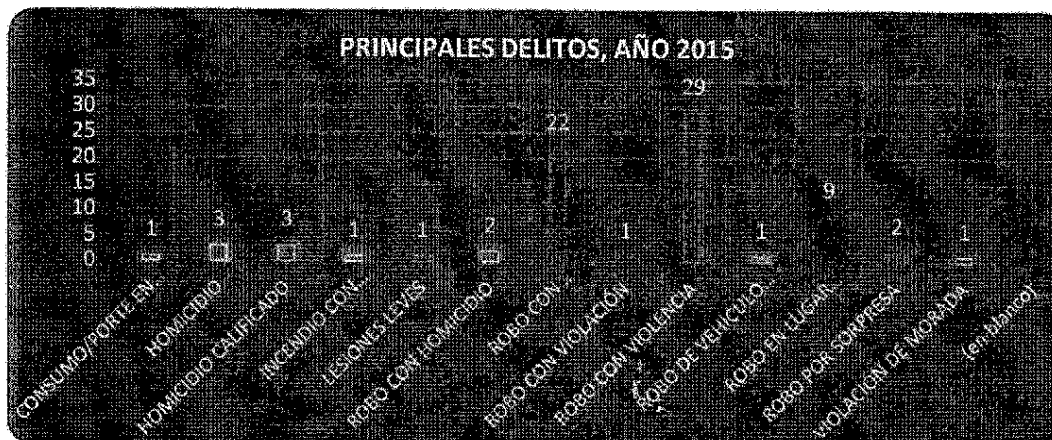 PRINCIPALES DELITOS, AÑO 2015
35
30
25
20
15
10
5
0
1
3
3
1
1
2
22
1
29
1
9
2
1
CONSUMO/PORTE EN...
HOMICIDIO
HOMICIDIO CALIFICADO
INCENDIO CON...
LESIONES LEVES
ROBO CON HOMICIDIO
ROBO CON...
ROBO CON VIOLACIÓN
ROBO CON VIOLENCIA
ROBO DE VEHICULO...
ROBO EN LUGAR...
ROBO POR SORPRESA
VIOLACION DE MORADA
(en blanco)